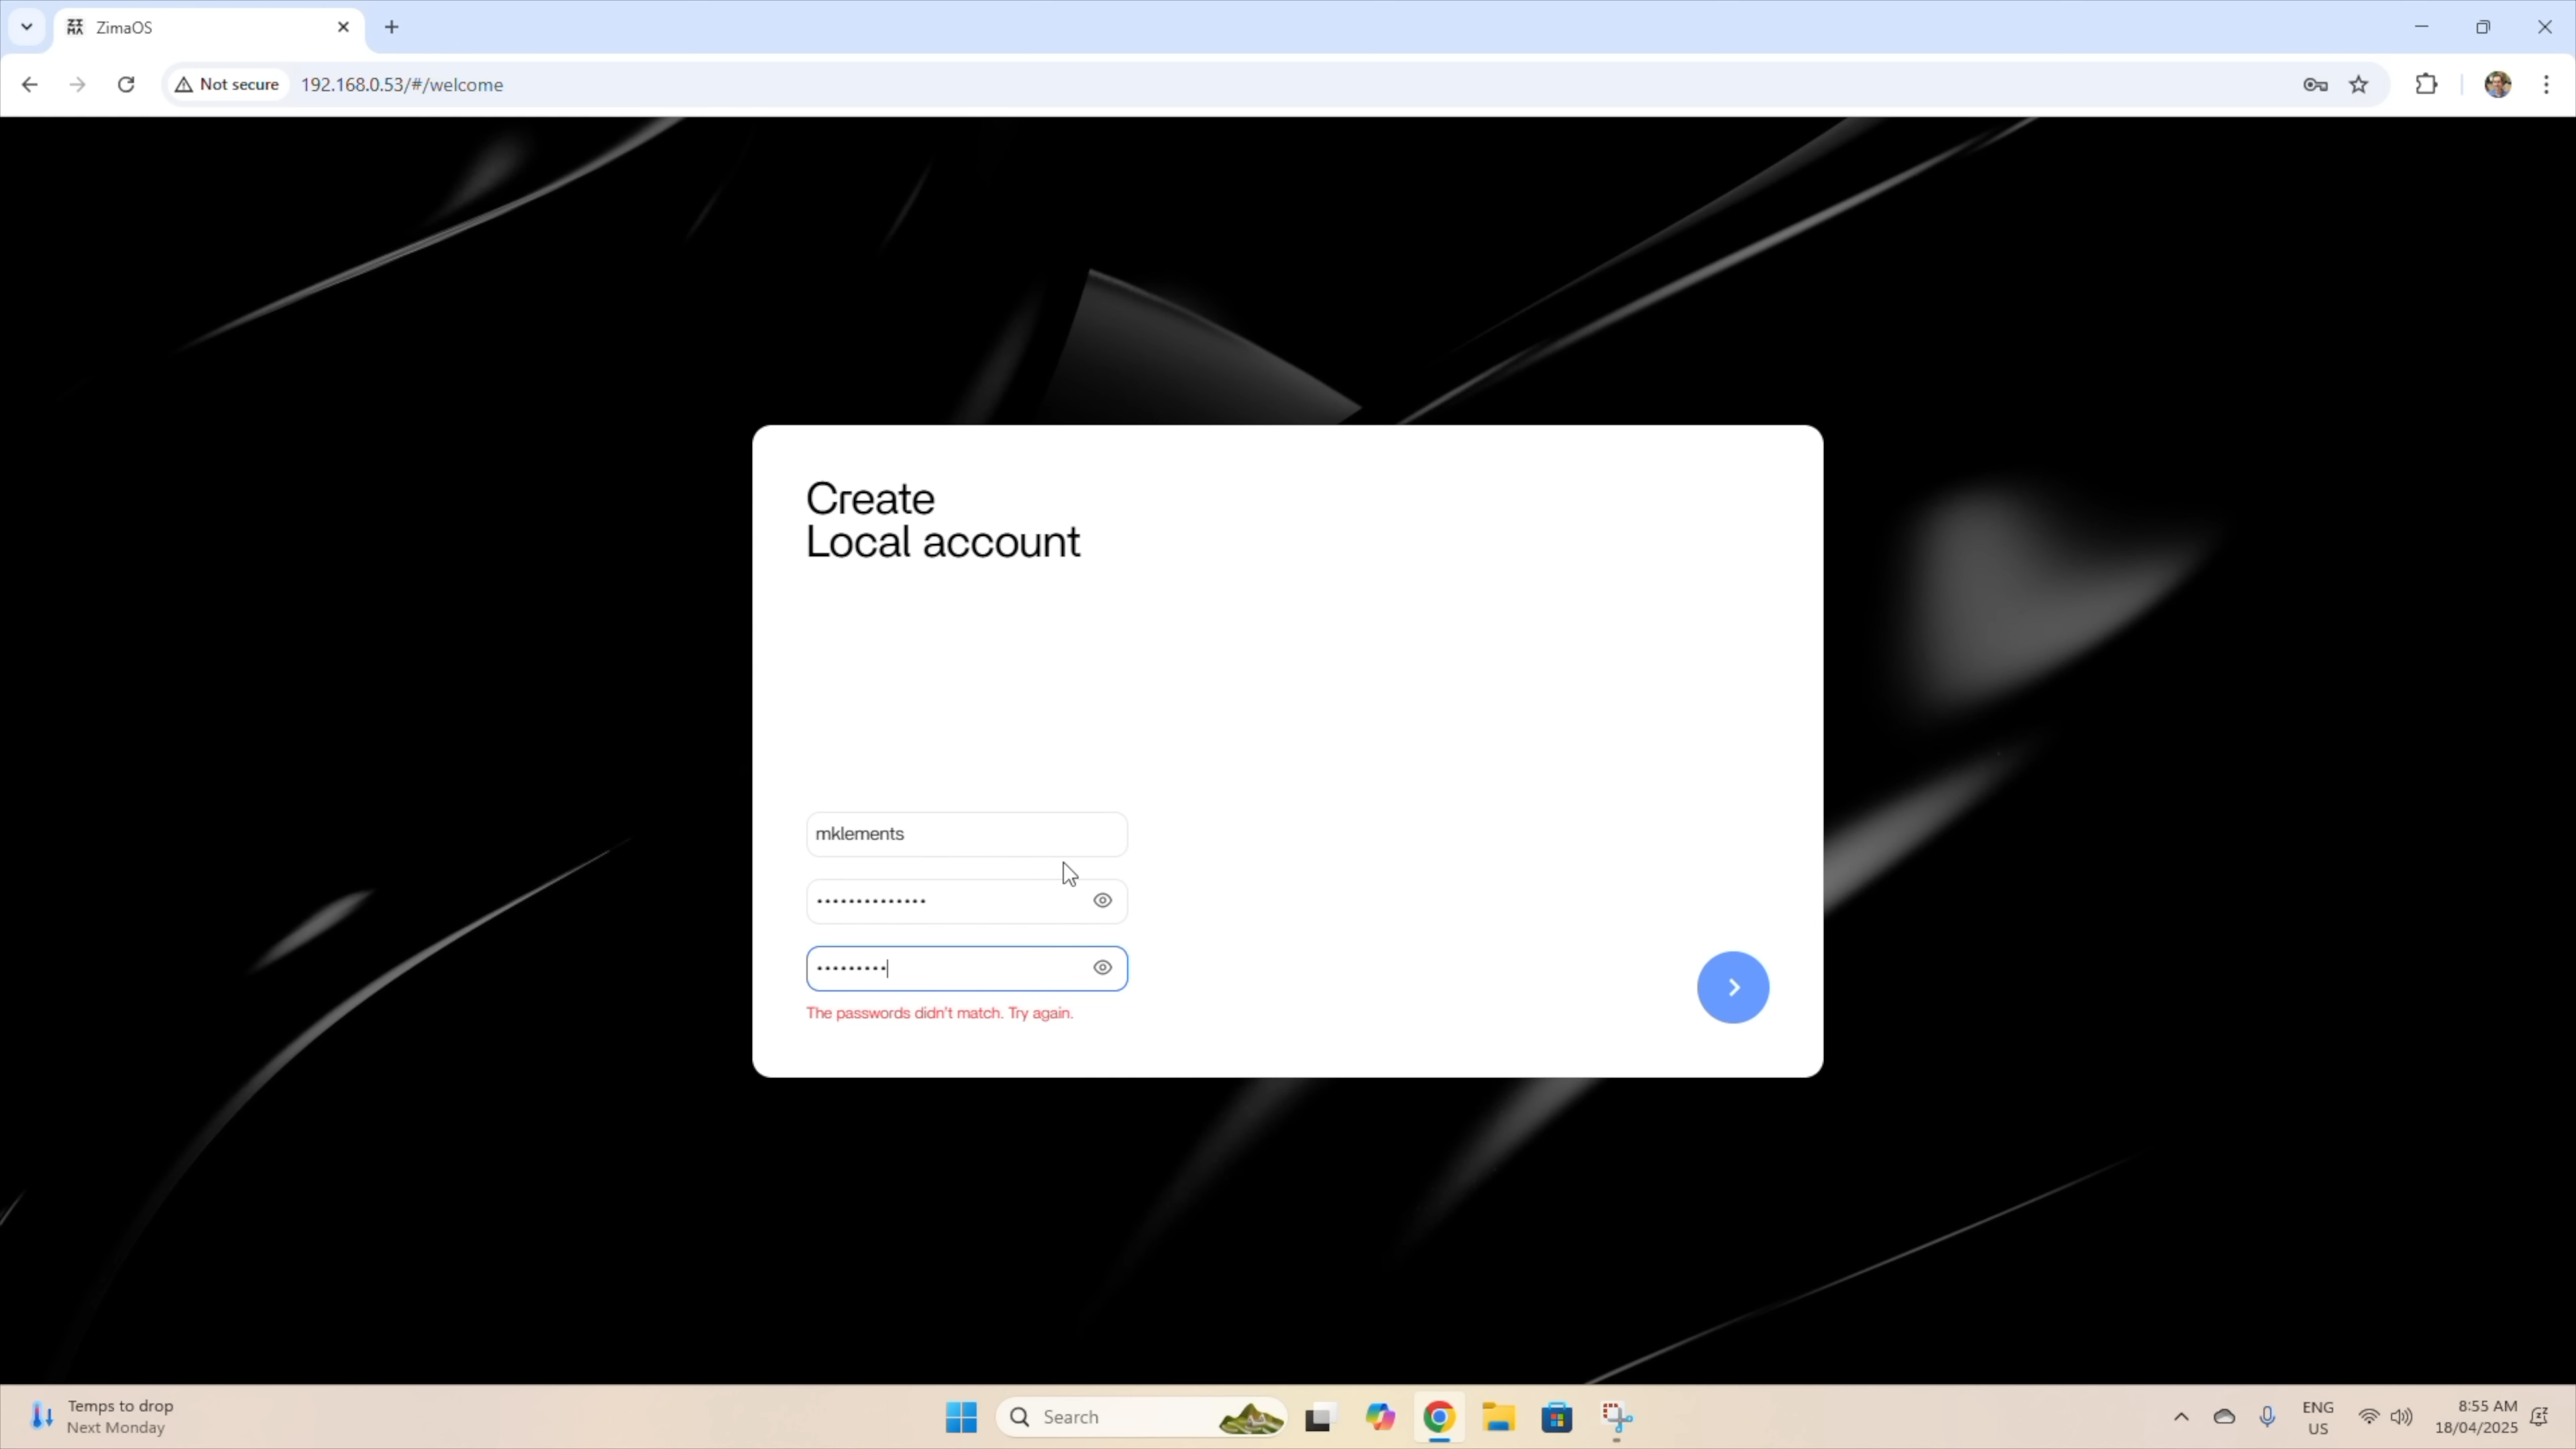 ZimaOS
Not secure
192.168.0.53/#/welcome
Create
Local account
mklements
••••••••••••••
•••••••••
The passwords didn't match. Try again.
Temps to drop
Next Monday
Search
ENG
US
8:55 AM
18/04/2025